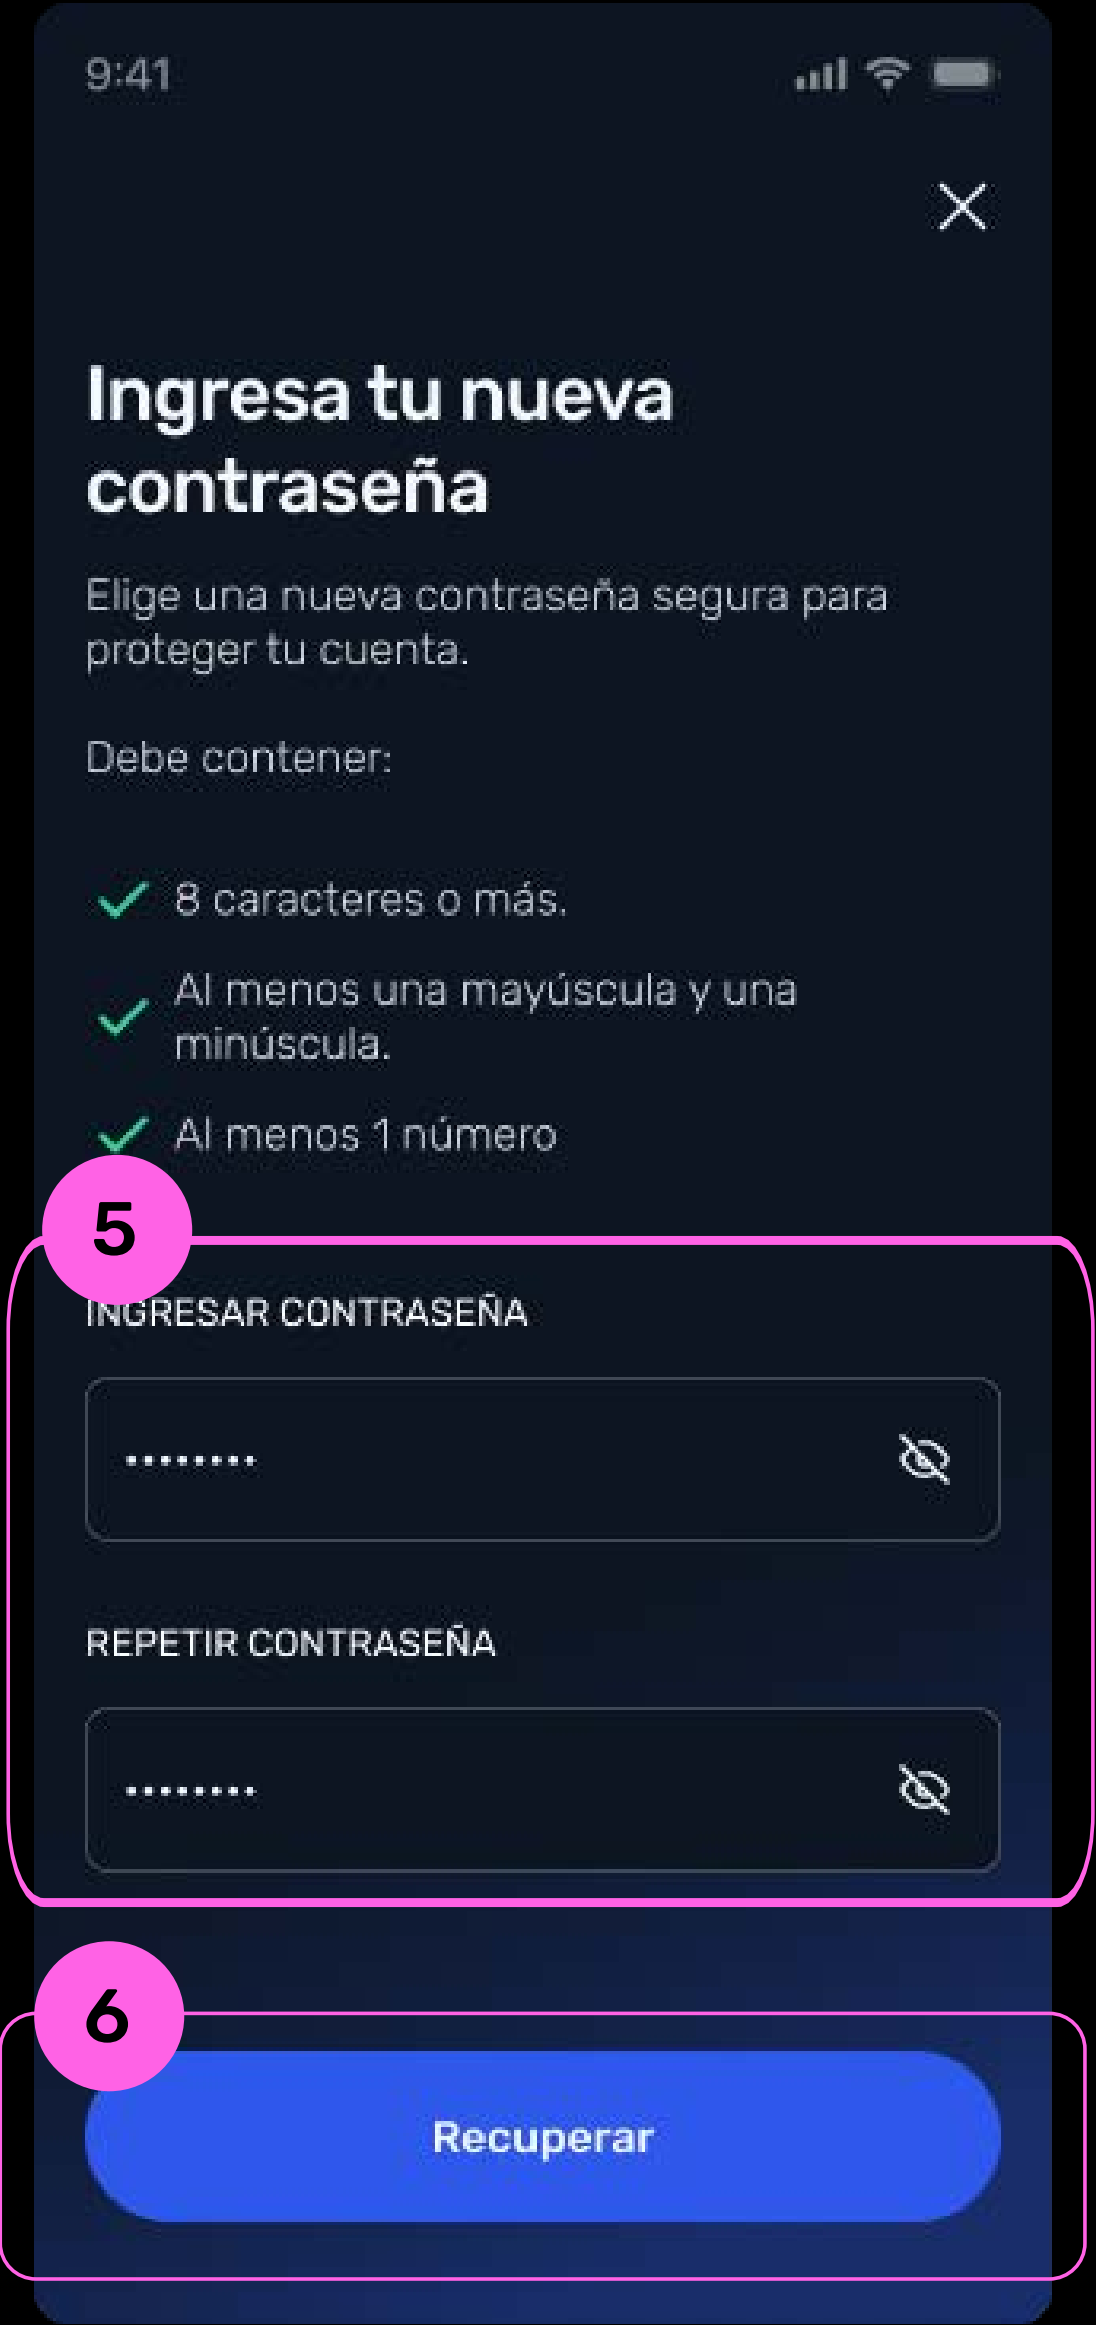 9:41
Ingresa tu nueva
contraseña
Elige una nueva contraseña segura para
proteger tu cuenta.
Debe contener:
8 caracteres o más.
Al menos una mayúscula y una
minúscula.
Al menos 1 número
5
INGRESAR CONTRASEÑA
••••••••
REPETIR CONTRASEÑA
••••••••
6
Recuperar